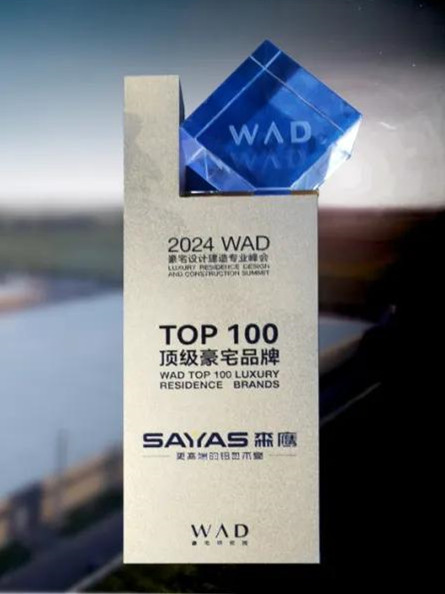 WAD
2024 WAD
豪宅设计建造专业峰会
LUXURY RESIDENCE DESIGN
AND CONSTRUCTION SUMMIT
TOP 100
顶级豪宅品牌
WAD TOP 100 LUXURY
RESIDENCE BRANDS
SAYYAS 森鹰
WAD